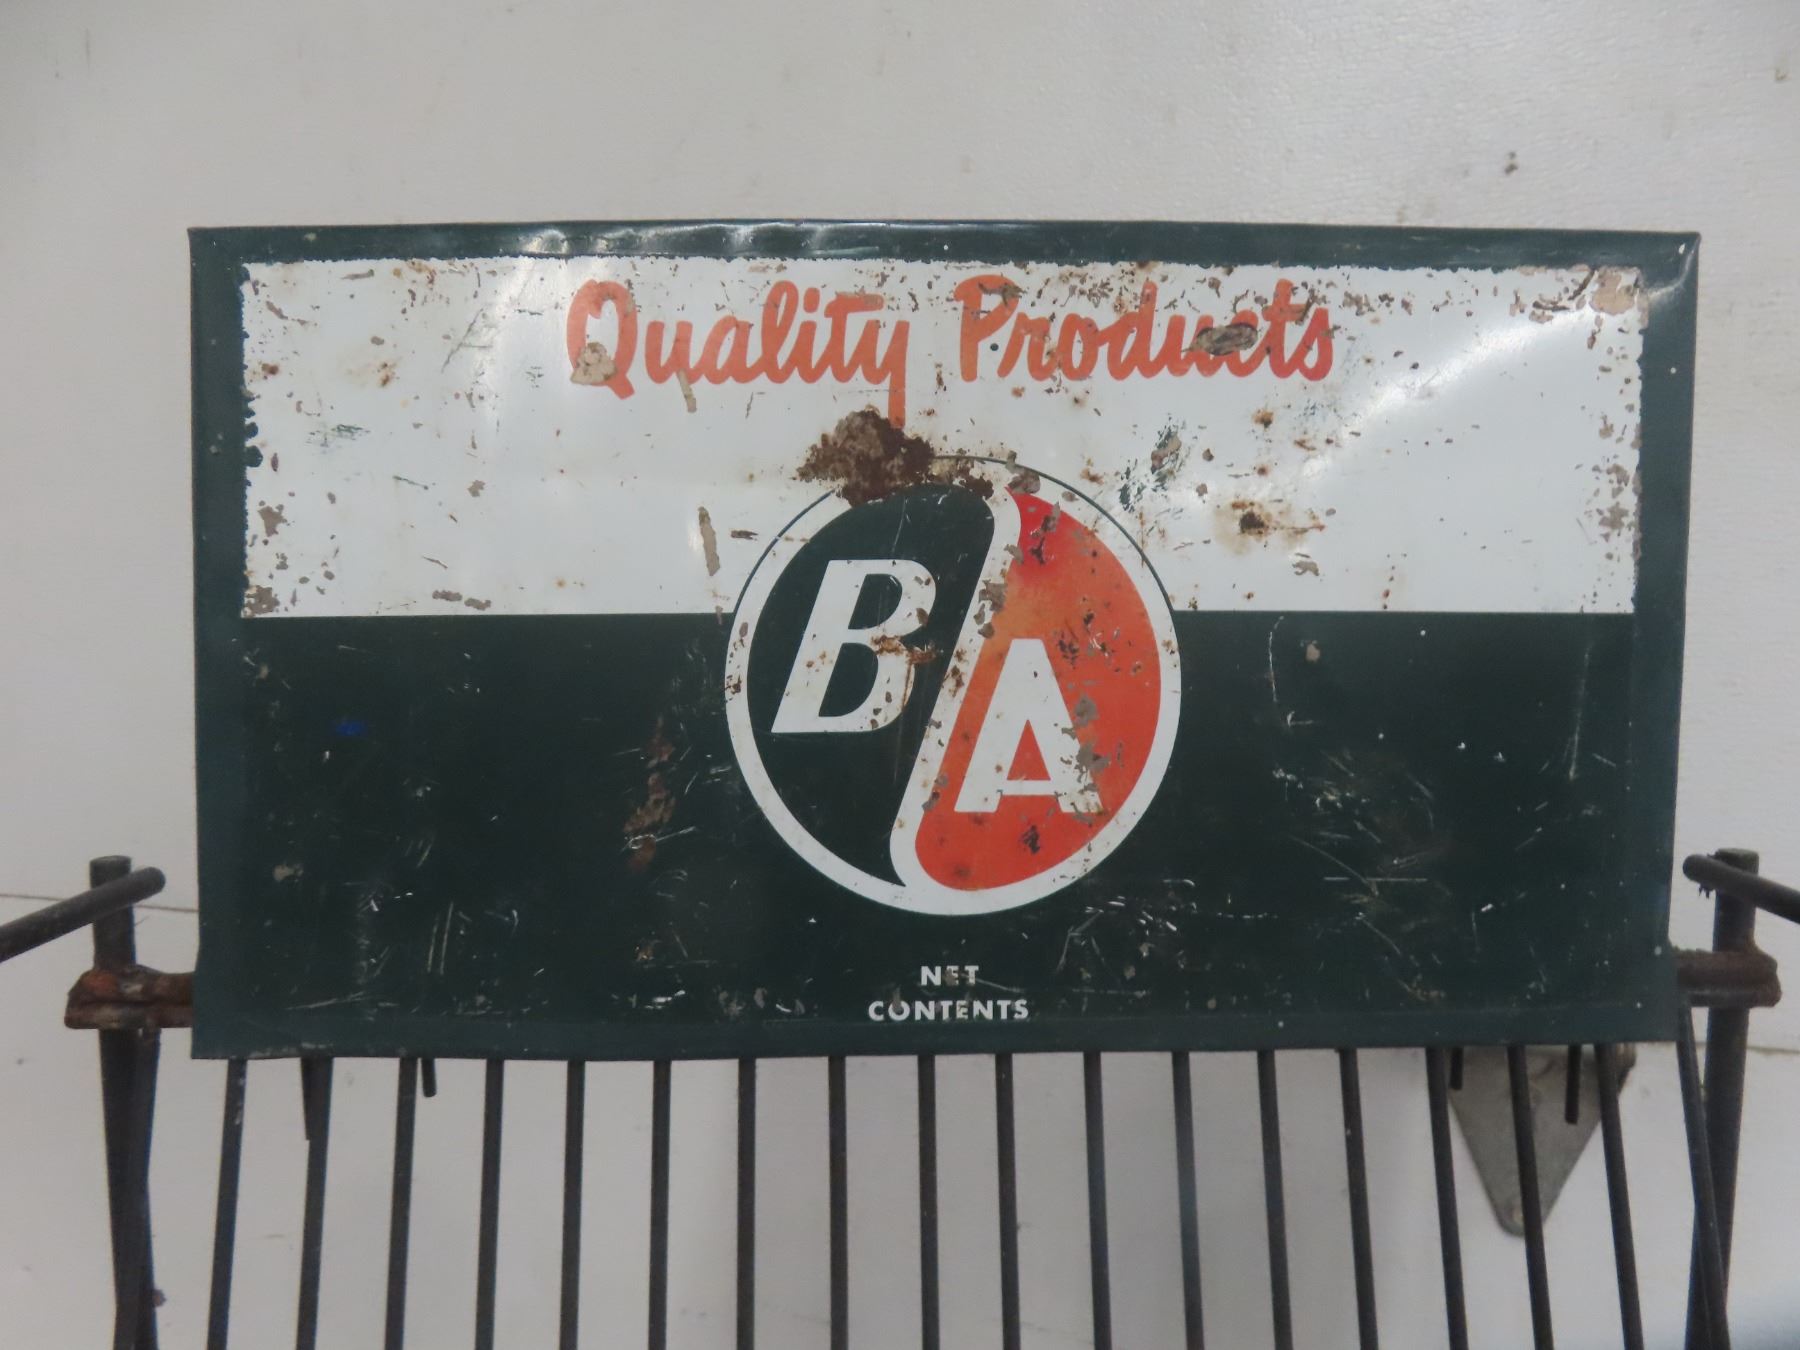 Quality Products
B A
NET
CONTENTS